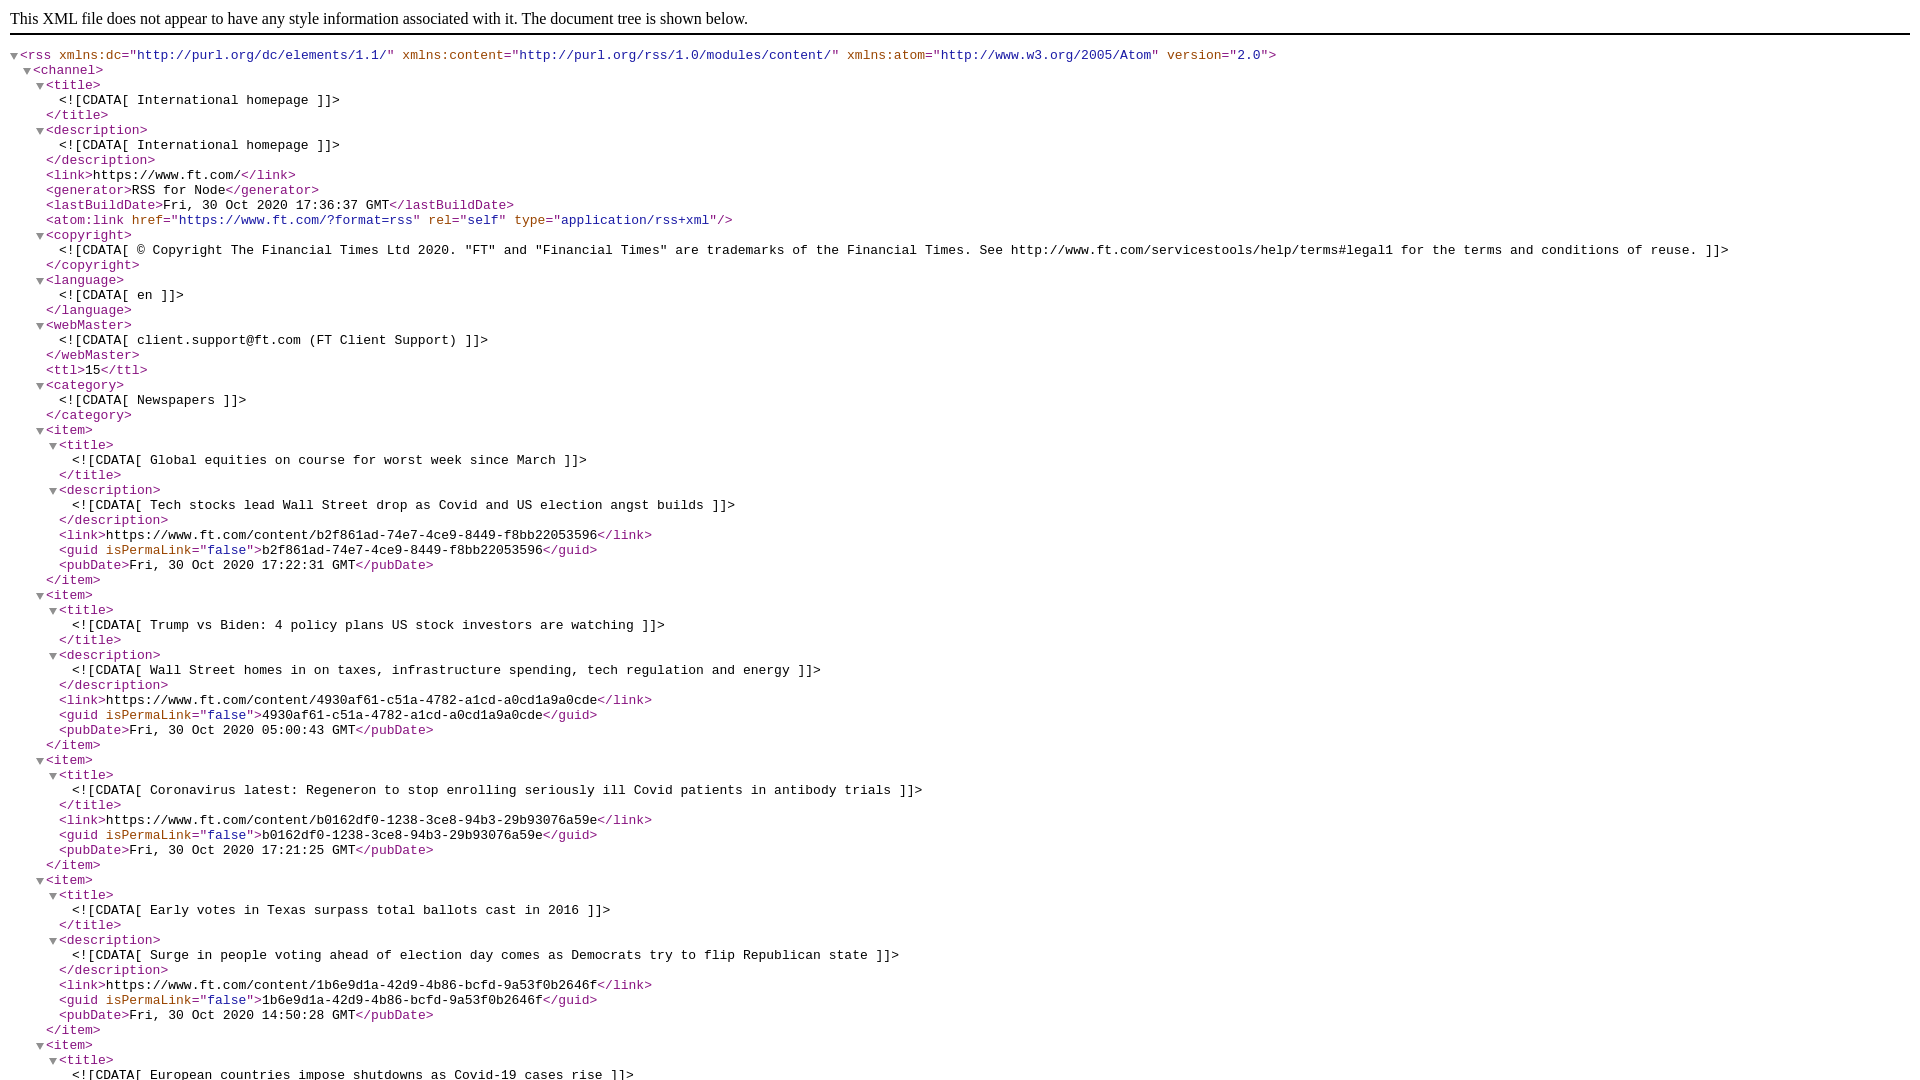 This XML file does not appear to have any style information associated with it. The document tree is shown below.
<rss xmlns:dc="http://purl.org/dc/elements/1.1/" xmlns:content="http://purl.org/rss/1.0/modules/content/" xmlns:atom="http://www.w3.org/2005/Atom" version="2.0">
<channel>
<title>
<![CDATA[ International homepage ]]>
</title>
<description>
<![CDATA[ International homepage ]]>
</description>
<link>https://www.ft.com/</link>
<generator>RSS for Node</generator>
<lastBuildDate>Fri, 30 Oct 2020 17:36:37 GMT</lastBuildDate>
<atom:link href="https://www.ft.com/?format=rss" rel="self" type="application/rss+xml"/>
<copyright>
<![CDATA[ © Copyright The Financial Times Ltd 2020. "FT" and "Financial Times" are trademarks of the Financial Times. See http://www.ft.com/servicestools/help/terms#legal1 for the terms and conditions of reuse. ]]>
</copyright>
<language>
<![CDATA[ en ]]>
</language>
<webMaster>
<![CDATA[ client.support@ft.com (FT Client Support) ]]>
</webMaster>
<ttl>15</ttl>
<category>
<![CDATA[ Newspapers ]]>
</category>
<item>
<title>
<![CDATA[ Global equities on course for worst week since March ]]>
</title>
<description>
<![CDATA[ Tech stocks lead Wall Street drop as Covid and US election angst builds ]]>
</description>
<link>https://www.ft.com/content/b2f861ad-74e7-4ce9-8449-f8bb22053596</link>
<guid isPermaLink="false">b2f861ad-74e7-4ce9-8449-f8bb22053596</guid>
<pubDate>Fri, 30 Oct 2020 17:22:31 GMT</pubDate>
</item>
<item>
<title>
<![CDATA[ Trump vs Biden: 4 policy plans US stock investors are watching ]]>
</title>
<description>
<![CDATA[ Wall Street homes in on taxes, infrastructure spending, tech regulation and energy ]]>
</description>
<link>https://www.ft.com/content/4930af61-c51a-4782-a1cd-a0cd1a9a0cde</link>
<guid isPermaLink="false">4930af61-c51a-4782-a1cd-a0cd1a9a0cde</guid>
<pubDate>Fri, 30 Oct 2020 05:00:43 GMT</pubDate>
</item>
<item>
<title>
<![CDATA[ Coronavirus latest: Regeneron to stop enrolling seriously ill Covid patients in antibody trials ]]>
</title>
<link>https://www.ft.com/content/b0162df0-1238-3ce8-94b3-29b93076a59e</link>
<guid isPermaLink="false">b0162df0-1238-3ce8-94b3-29b93076a59e</guid>
<pubDate>Fri, 30 Oct 2020 17:21:25 GMT</pubDate>
</item>
<item>
<title>
<![CDATA[ Early votes in Texas surpass total ballots cast in 2016 ]]>
</title>
<description>
<![CDATA[ Surge in people voting ahead of election day comes as Democrats try to flip Republican state ]]>
</description>
<link>https://www.ft.com/content/1b6e9d1a-42d9-4b86-bcfd-9a53f0b2646f</link>
<guid isPermaLink="false">1b6e9d1a-42d9-4b86-bcfd-9a53f0b2646f</guid>
<pubDate>Fri, 30 Oct 2020 14:50:28 GMT</pubDate>
</item>
<item>
<title>
<![CDATA[ European countries impose shutdowns as Covid-19 cases rise ]]>